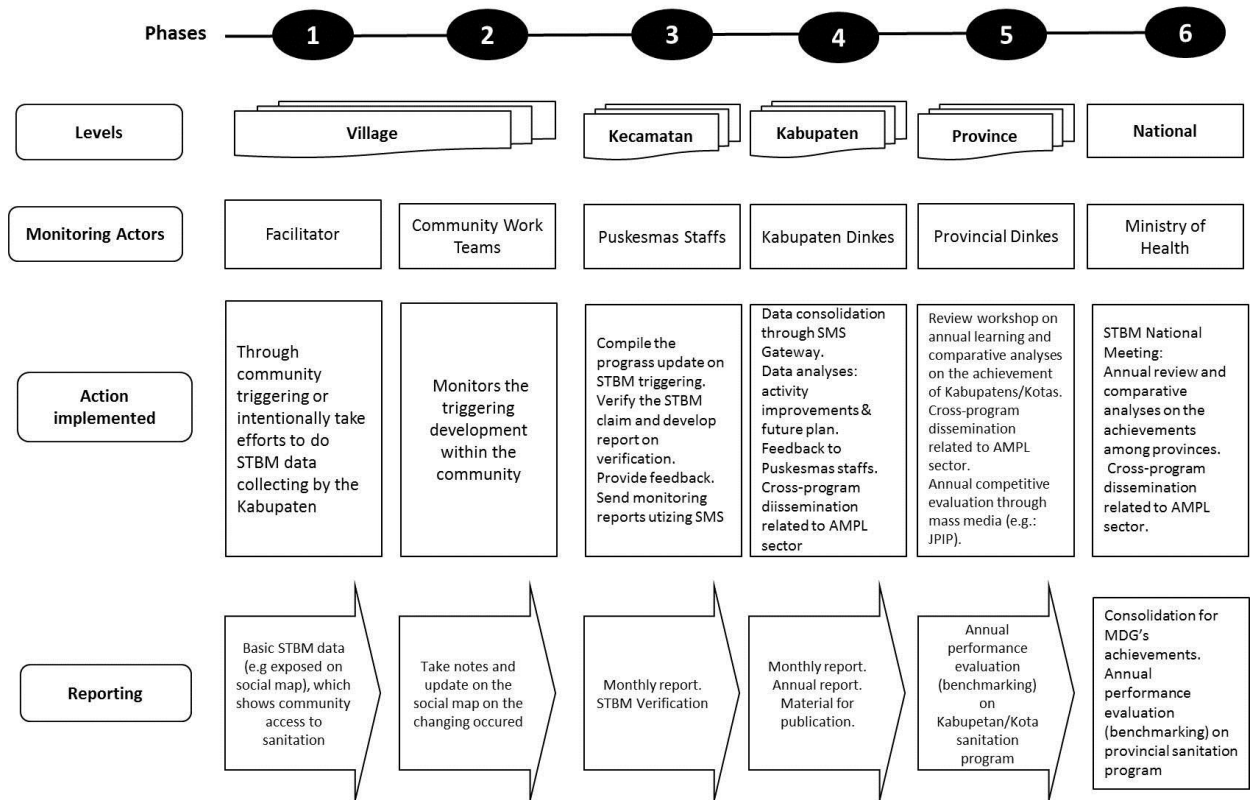 Phases
1
2
3
4
5
6
Levels
Village
Kecamatan
Kabupaten
Province
National
Monitoring Actors
Facilitator
Community Work
Teams
Puskesmas Staffs
Kabupaten Dinkes
Provincial Dinkes
Ministry of
Health
Action
implemented
Through
community
triggering or
intentionally take
efforts to do
STBM data
collecting by the
Kabupaten
Monitors the
triggering
development
within the
community
Compile the
prograss update on
STBM triggering.
Verify the STBM
claim and develop
report on
verification.
Provide feedback.
Send monitoring
reports utizing SMS
Data consolidation
through SMS
Gateway.
Data analyses:
activity
improvements &
future plan.
Feedback to
Puskesmas staffs.
Cross-program
diissemination
related to AMPL
sector
Review workshop on
annual learning and
comparative analyses
on the achievement
of Kabupatens/Kotas.
Cross-program
dissemination
related to AMPL
sector.
Annual competitive
evaluation through
mass media (e.g.:
JPIP).
STBM National
Meeting:
Annual review and
comparative
analyses on the
achievements
among provinces.
Cross-program
dissemination
related to AMPL
sector.
Reporting
Basic STBM data
(e.g exposed on
social map), which
shows community
access to
sanitation
Take notes and
update on the
social map on the
changing occured
Monthly report.
STBM Verification
Monthly report.
Annual report.
Material for
publication.
Annual
performance
evaluation
(benchmarking)
on
Kabupetan/Kota
sanitation
program
Consolidation for
MDG’s
achievements.
Annual
performance
evaluation
(benchmarking) on
provincial sanitation
program